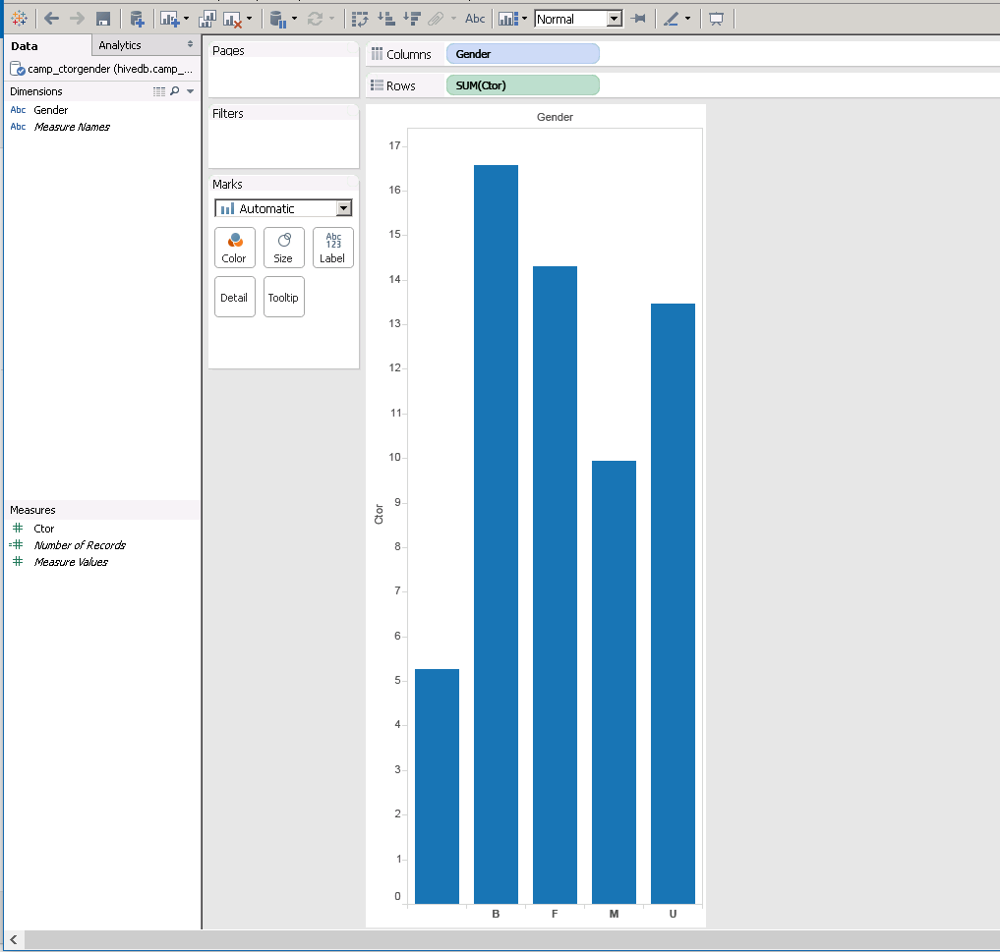 Abc
Normal
Data
Analytics
camp_ctorgender (hivedb.camp_...
Dimensions
Abc Gender
Abc Measure Names
Measures
Ctor
Number of Records
Measure Values
Pages
Filters
Marks
Automatic
Color
Size
Abc
123
Label
Detail
Tooltip
Columns
Gender
Rows
SUM(Ctor)
Gender
17
16
15
14
13
12
11
10
9
8
7
6
5
4
3
2
1
0
Ctor
B F M U